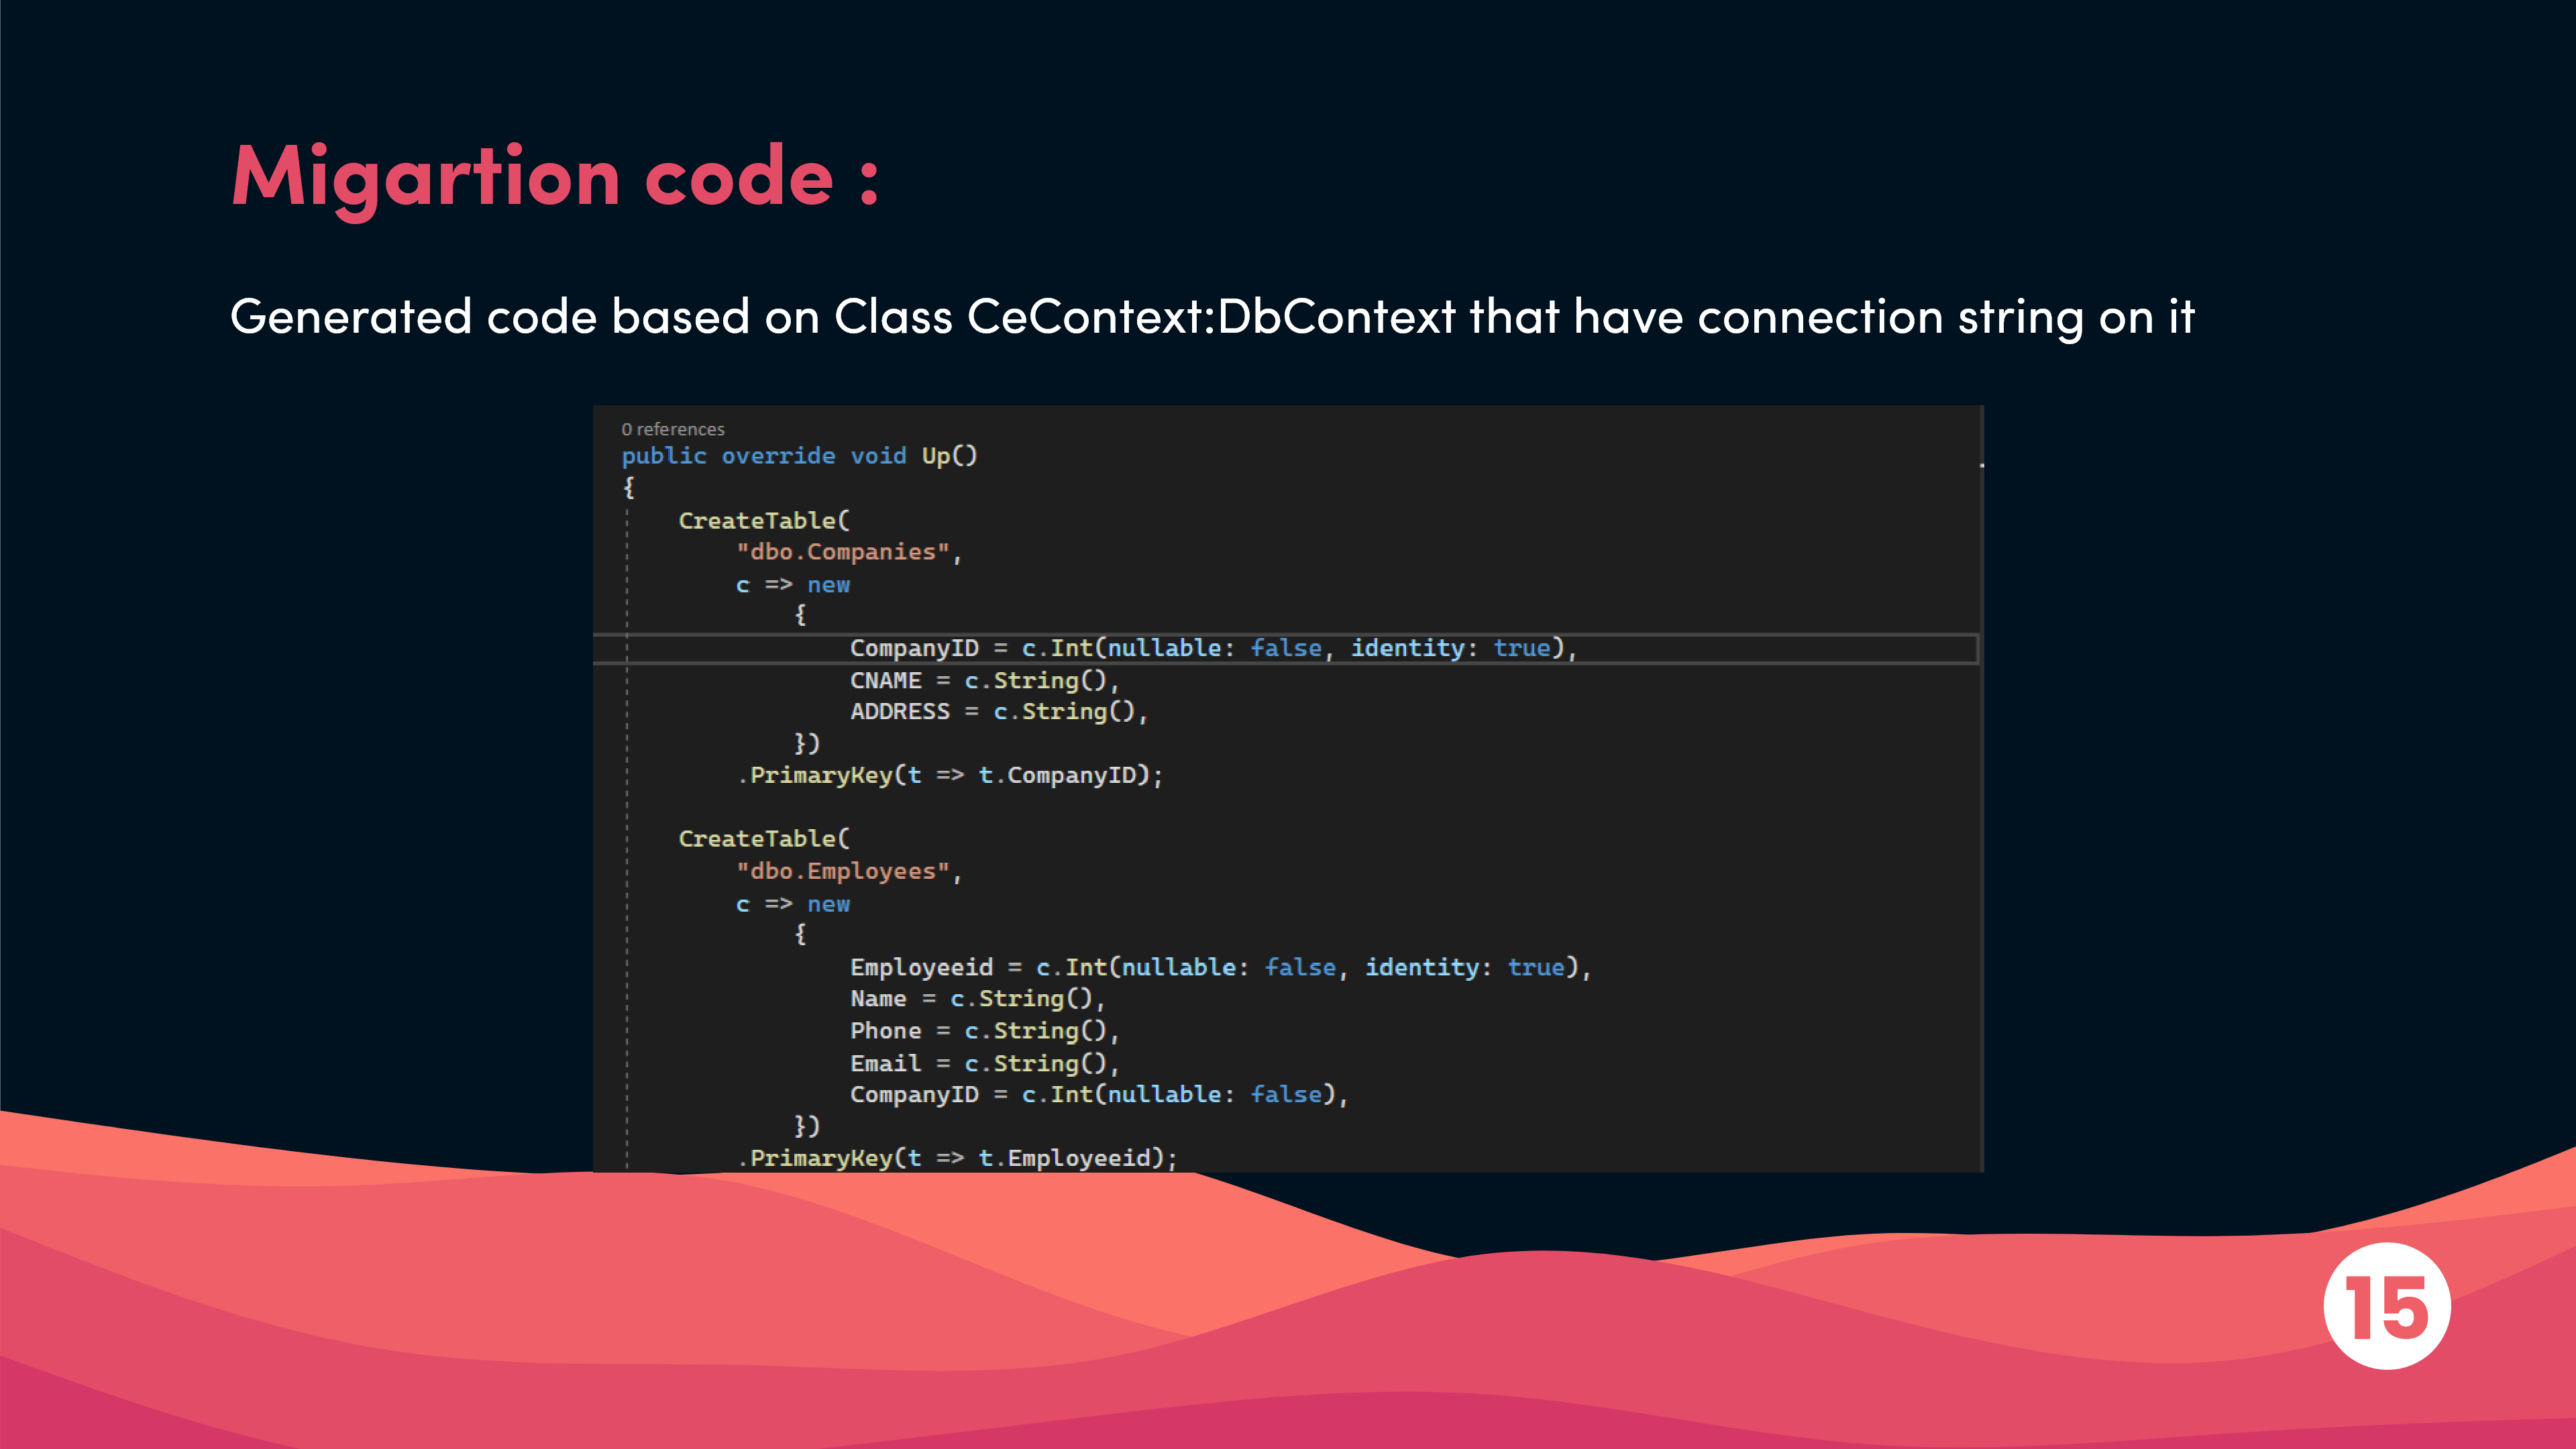 Migartion code :
Generated code based on Class CeContext:DbContext that have connection string on it
0 references
public override void Up()
{
CreateTable(
"dbo.Companies",
c => new
{
CompanyID = c.Int(nullable: false, identity: true),
CNAME = c.String(),
ADDRESS = c.String(),
})
.PrimaryKey(t => t.CompanyID);
CreateTable(
"dbo.Employees",
c => new
{
Employeeid = c.Int(nullable: false, identity: true),
Name = c.String(),
Phone = c.String(),
Email = c.String(),
CompanyID = c.Int(nullable: false),
})
.PrimaryKey(t => t.Employeeid);
15